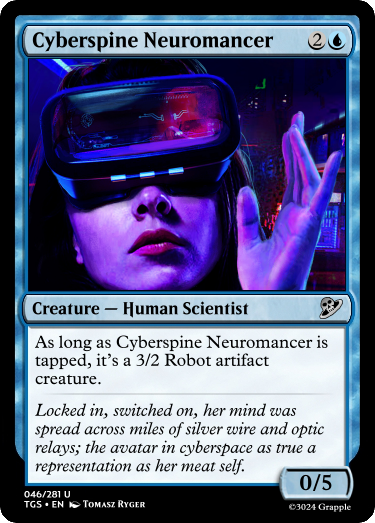 Cyberspine Neuromancer 2
Creature — Human Scientist
As long as Cyberspine Neuromancer is
tapped, it's a 3/2 Robot artifact
creature.
Locked in, switched on, her mind was
spread across miles of silver wire and optic
relays; the avatar in cyberspace as true a
representation as her meat self.
0/5
046/281 U
TGS • EN Tomasz Ryger
©3024 Grapple